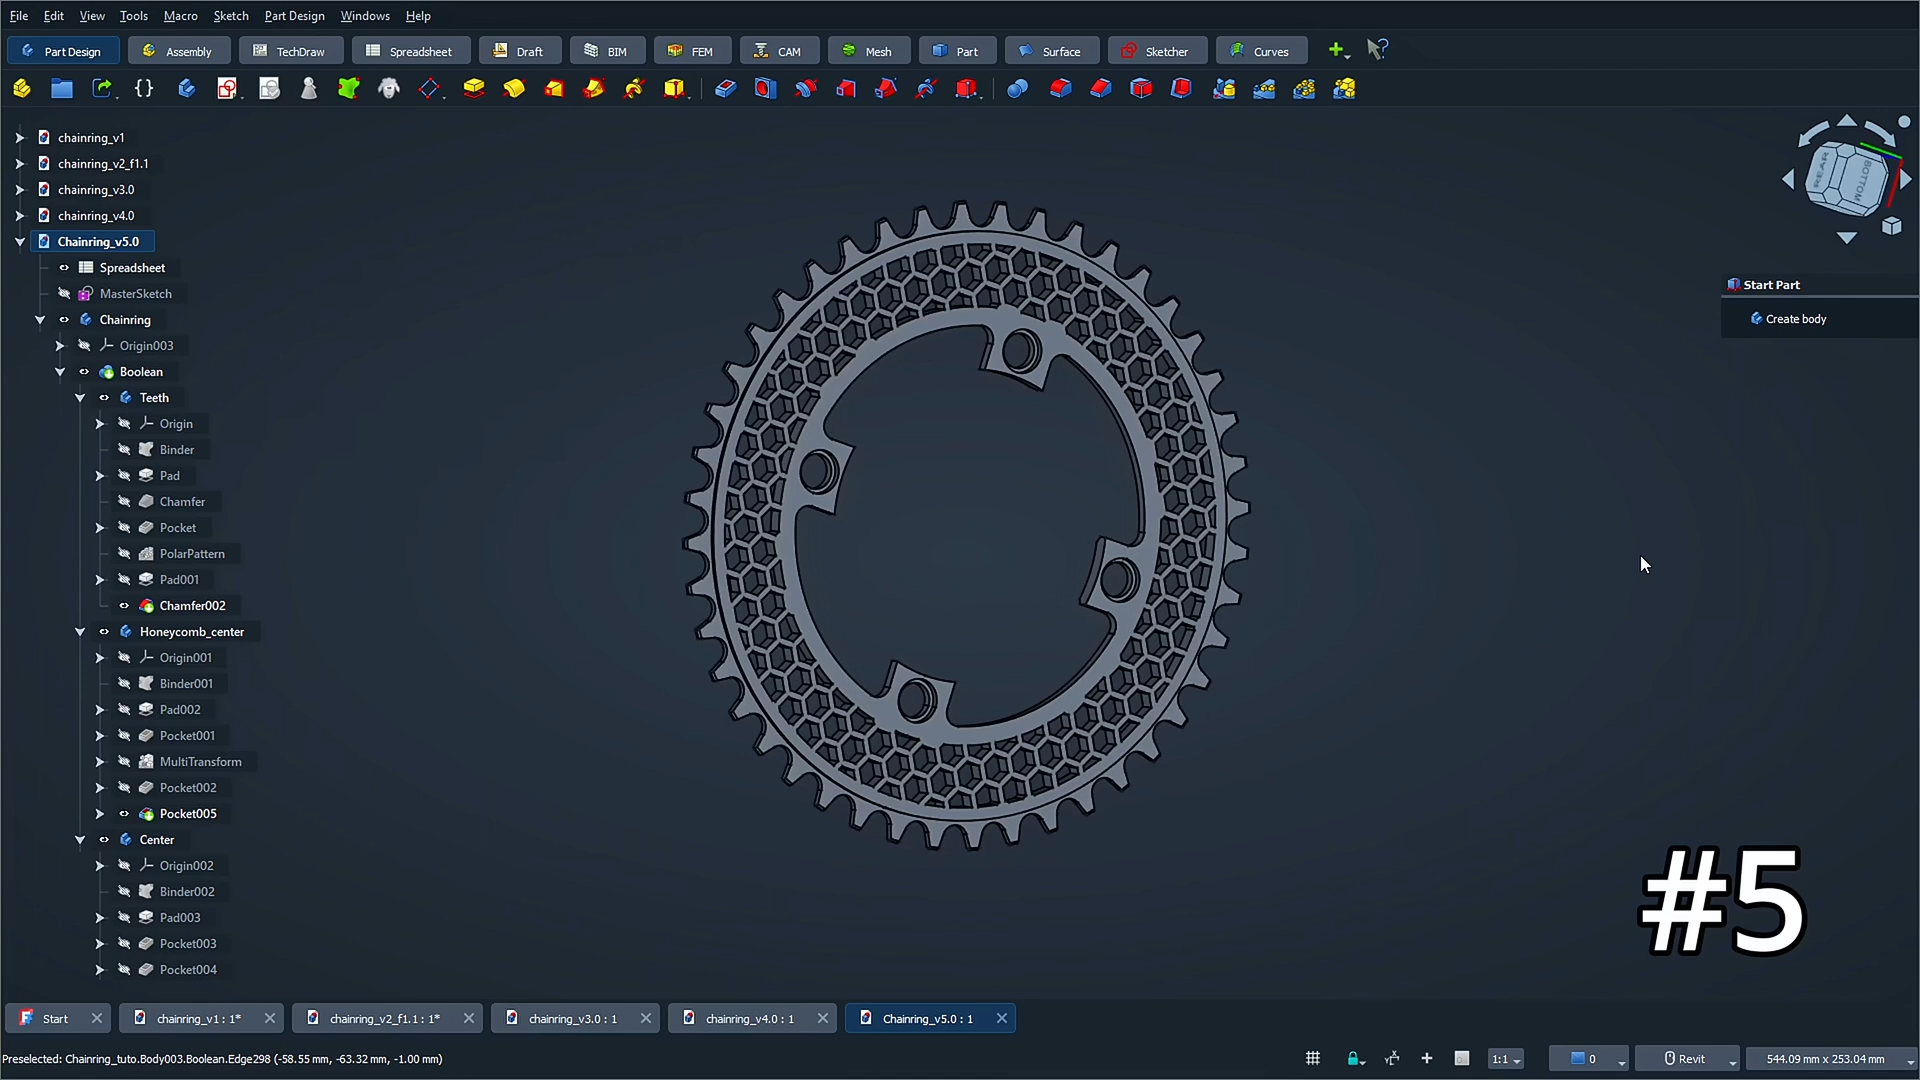 File Edit View Tools Macro Sketch Part Design Windows Help
Part Design Assembly TechDraw Spreadsheet Draft BIM FEM CAM Mesh Part Surface Sketcher Curves
chainring_v1
chainring_v2_f1.1
chainring_v3.0
chainring_v4.0
Chainring_v5.0
Spreadsheet
MasterSketch
Chainring
Origin003
Boolean
Teeth
Origin
Binder
Pad
Chamfer
Pocket
PolarPattern
Pad001
Chamfer002
Honeycomb_center
Origin001
Binder001
Pad002
Pocket001
MultiTransform
Pocket002
Pocket005
Center
Origin002
Binder002
Pad003
Pocket003
Pocket004
REAR
BOTTOM
Start Part
Create body
#5
Start chainring_v1 : 1* chainring_v2_f1.1 : 1* chainring_v3.0 : 1 chainring_v4.0 : 1 Chainring_v5.0 : 1
Preselected: Chainring_tuto.Body003.Boolean.Edge298 (-58.55 mm, -63.32 mm, -1.00 mm) 1:1 0 Revit 544.09 mm x 253.04 mm